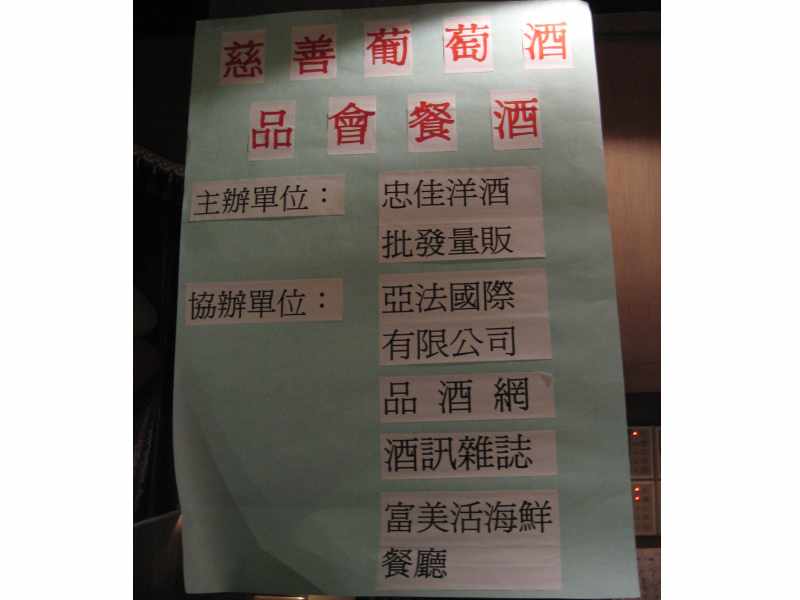 慈善葡萄酒
品會餐酒
主辦單位：
忠佳洋酒
批發量販
協辦單位：
亞法國際
有限公司
品酒網
酒訊雜誌
富美活海鮮
餐廳